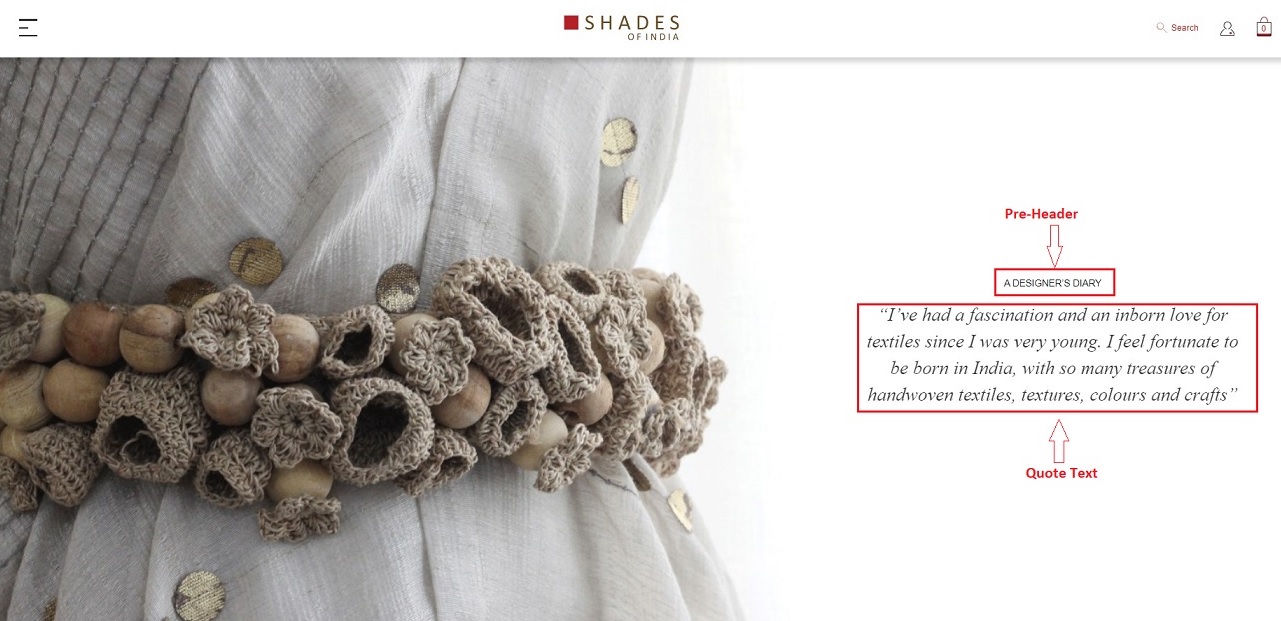 SHADES
OF INDIA
Search
0
Pre-Header
A DESIGNER'S DIARY
“I’ve had a fascination and an inborn love for
textiles since I was very young. I feel fortunate to
be born in India, with so many treasures of
handwoven textiles, textures, colours and crafts”
Quote Text